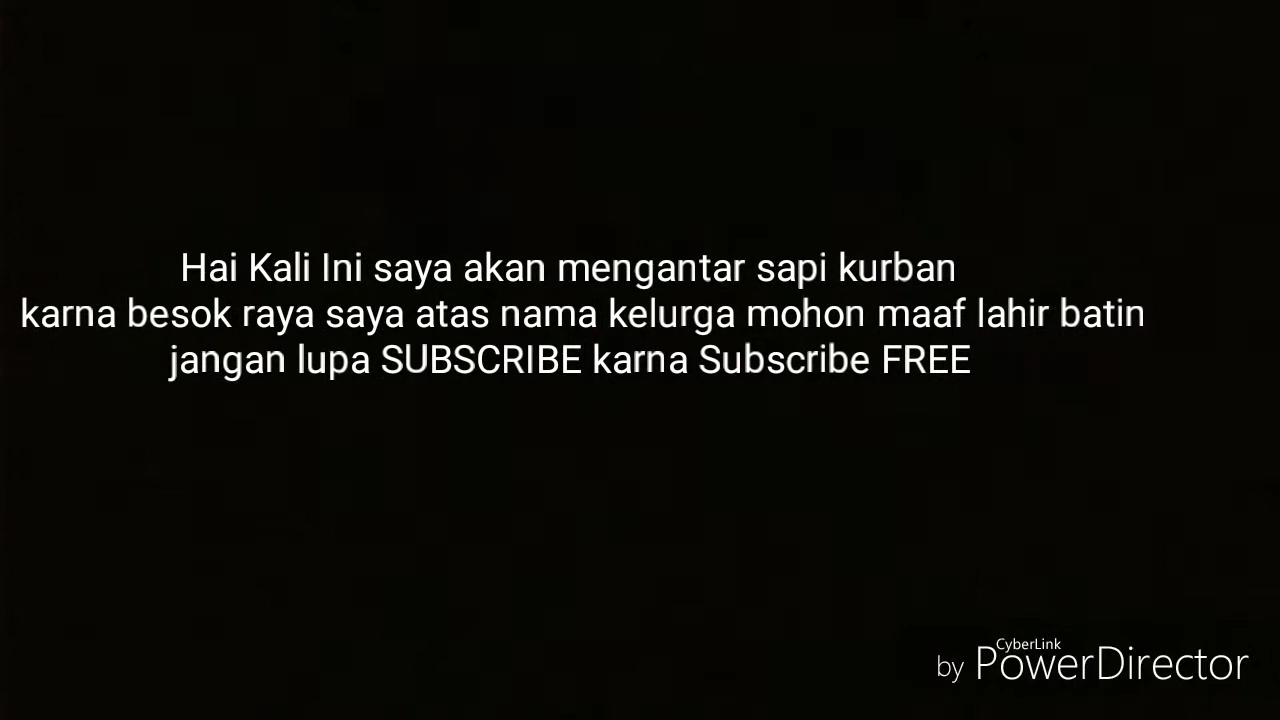 Hai Kali Ini saya akan mengantar sapi kurban
karna besok raya saya atas nama kelurga mohon maaf lahir batin
jangan lupa SUBSCRIBE karna Subscribe FREE
CyberLink
by PowerDirector